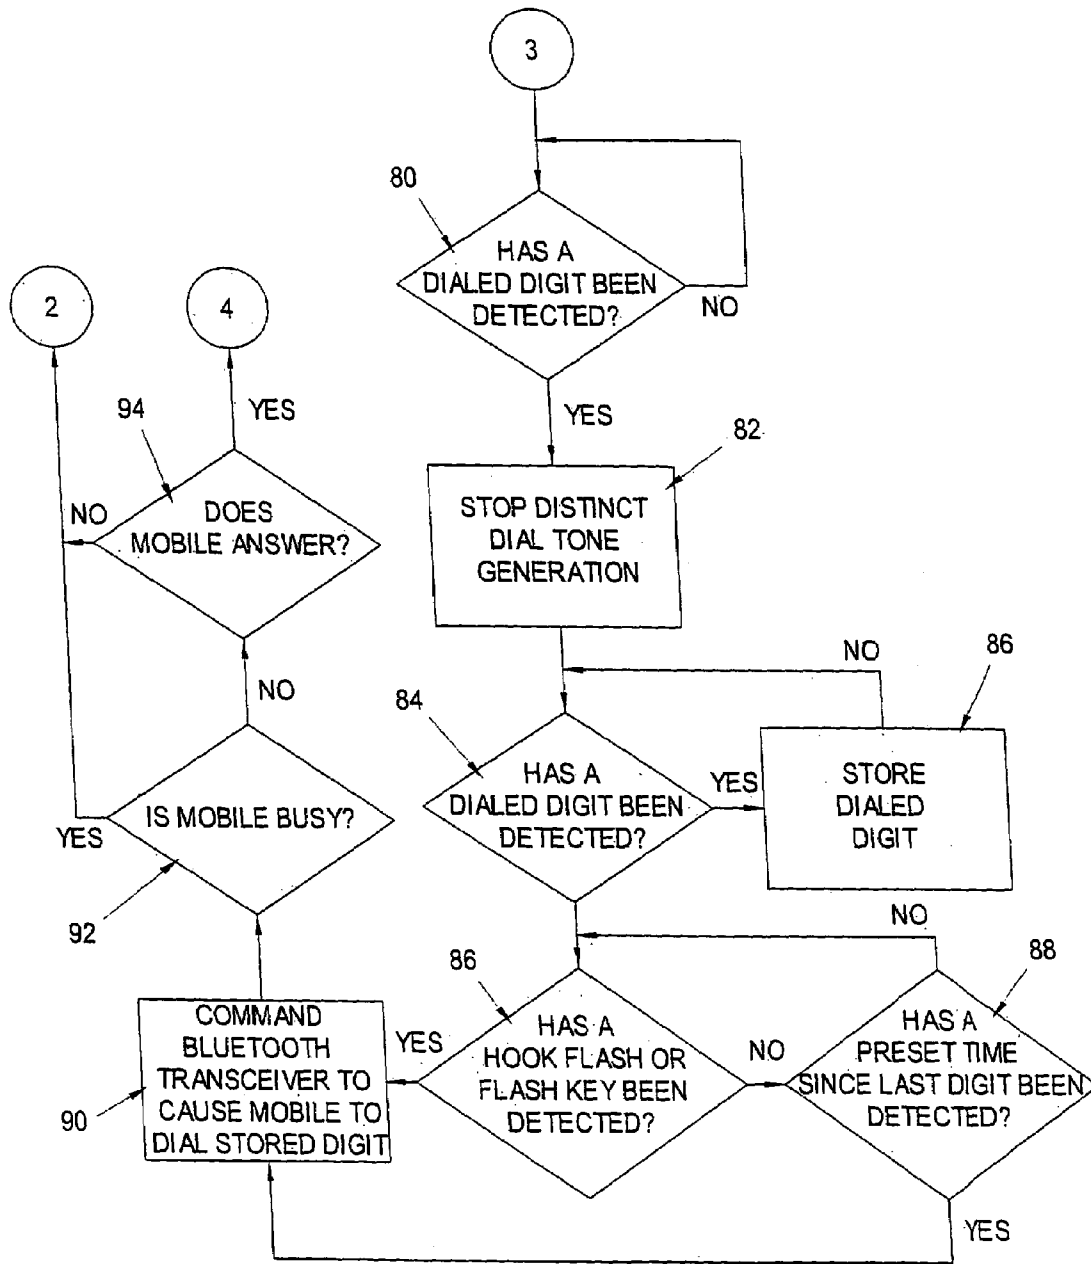 3
80
HAS A
DIALED DIGIT BEEN
DETECTED?
NO
2
4
YES
YES
94
82
NO
DOES
MOBILE ANSWER?
STOP DISTINCT
DIAL TONE
GENERATION
NO
NO
86
84
HAS A
DIALED DIGIT BEEN
DETECTED?
YES
STORE
DIALED
DIGIT
IS MOBILE BUSY?
YES
92
NO
86
88
COMMAND
BLUETOOTH
TRANSCEIVER TO
CAUSE MOBILE TO
DIAL STORED DIGIT
90
YES
HAS A
HOOK FLASH OR
FLASH KEY BEEN
DETECTED?
NO
HAS A
PRESET TIME
SINCE LAST DIGIT BEEN
DETECTED?
YES